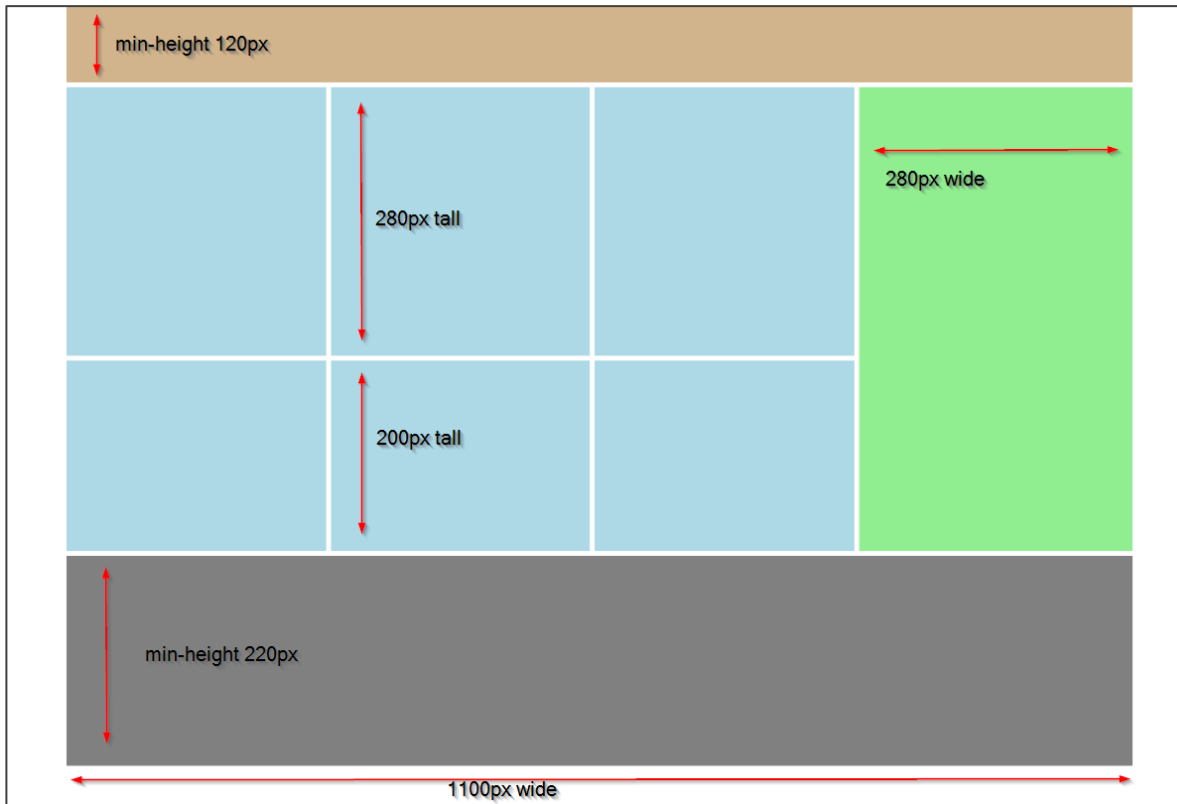 min-height 120px
280px wide
280px tall
200px tall
min-height 220px
1100px wide